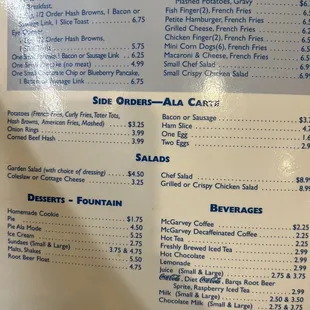 Breakfast,
1/2 Order Hash Browns, 1 Bacon or
Sausage Link, 1 Slice Toast 6.75
1/2 Order Hash Browns,
1 Slice Toast 5.75
One Small French 1 Bacon or Sausage Link 6.25
One Small (no meat) 4.99
One Small Chocolate Chip or Blueberry Pancake,
1 Bacon or Sausage Link 6.75
Mashed Potatoes, Gravy
Fish Finger(2), French Fries
Petite Hamburger, French Fries
Grilled Cheese, French Fries
Chicken Finger(2), French Fries
Mini Corn Dogs(6), French Fries
Macaroni & Cheese, French Fries
Small Chef Salad
Small Crispy Chicken Salad
SIDE ORDERS—ALA CARTE
Potatoes (French Fries, Curly Fries, Tater Tots,
Hash Browns, American Fries, Mashed) $3.25
Onion Rings 3.99
Corned Beef Hash 3.99
Bacon or Sausage
Ham Slice
One Egg
Two Eggs
SALADS
Garden Salad (with choice of dressing) $4.50
Coleslaw or Cottage Cheese 3.25
Chef Salad
Grilled or Crispy Chicken Salad
DESSERTS - FOUNTAIN
Homemade Cookie $1.75
Pie
Pie Ala Mode 4.50
Ice Cream 5.25
Sundaes (Small & Large) 2.75
Malts, Shakes 3.75 & 4.75
Root Beer Float 5.50
4.75
BEVERAGES
McGarvey Coffee $2.25
McGarvey Decaffeinated Coffee 2.25
Hot Tea 2.25
Freshly Brewed Iced Tea 2.99
Hot Chocolate 2.99
Lemonade 2.99
Juice (Small & Large) 2.75 & 3.75
Coca-Cola, Diet Coca-Cola, Barqs Root Beer
Sprite, Raspberry Iced Tea 2.99
Milk (Small & Large) 2.50 & 3.50
Chocolate Milk (Small & Large) 2.75 & 3.75